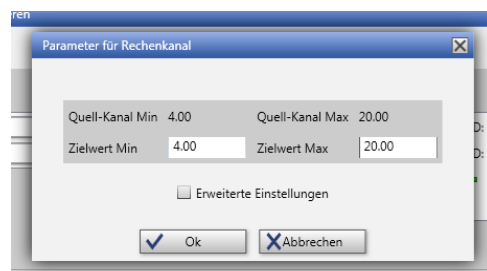 eren
Parameter für Rechenkanal
Quell-Kanal Min 4.00 Quell-Kanal Max 20.00
D:
Zielwert Min 4.00 Zielwert Max 20.00
D:
Erweiterte Einstellungen
Ok Abbrechen